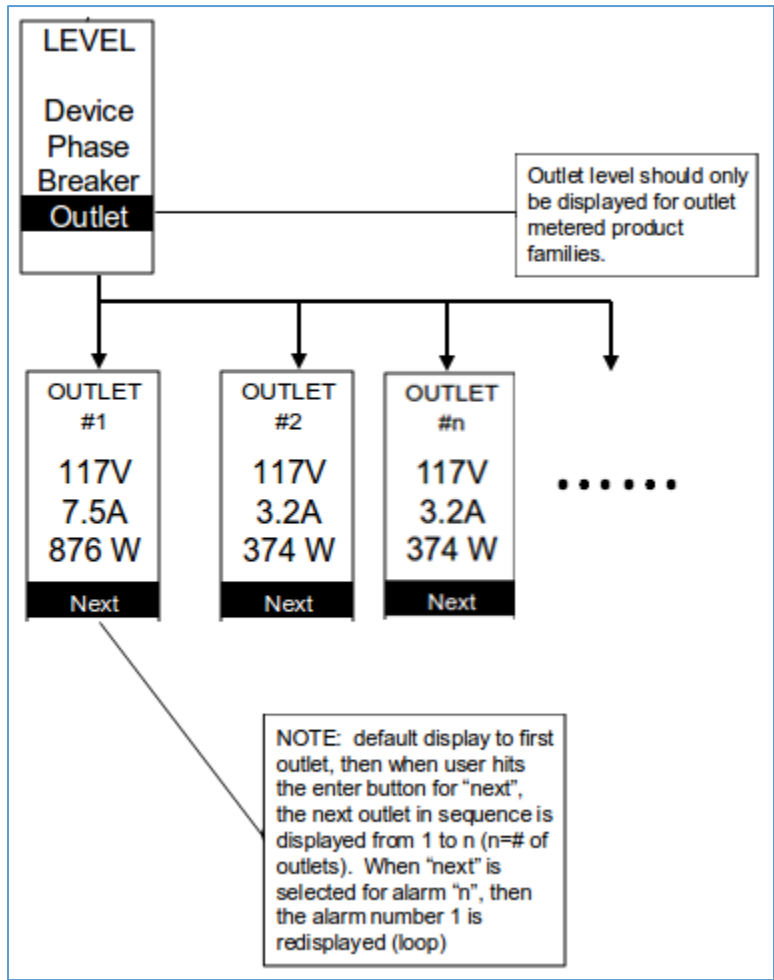 LEVEL
Device
Phase
Breaker
Outlet
Outlet level should only
be displayed for outlet
metered product
families.
OUTLET
#1
117V
7.5A
876 W
Next
OUTLET
#2
117V
3.2A
374 W
Next
OUTLET
#n
117V
3.2A
374 W
Next
NOTE: default display to first
outlet, then when user hits
the enter button for “next”,
the next outlet in sequence is
displayed from 1 to n (n=# of
outlets). When “next” is
selected for alarm “n”, then
the alarm number 1 is
redisplayed (loop)